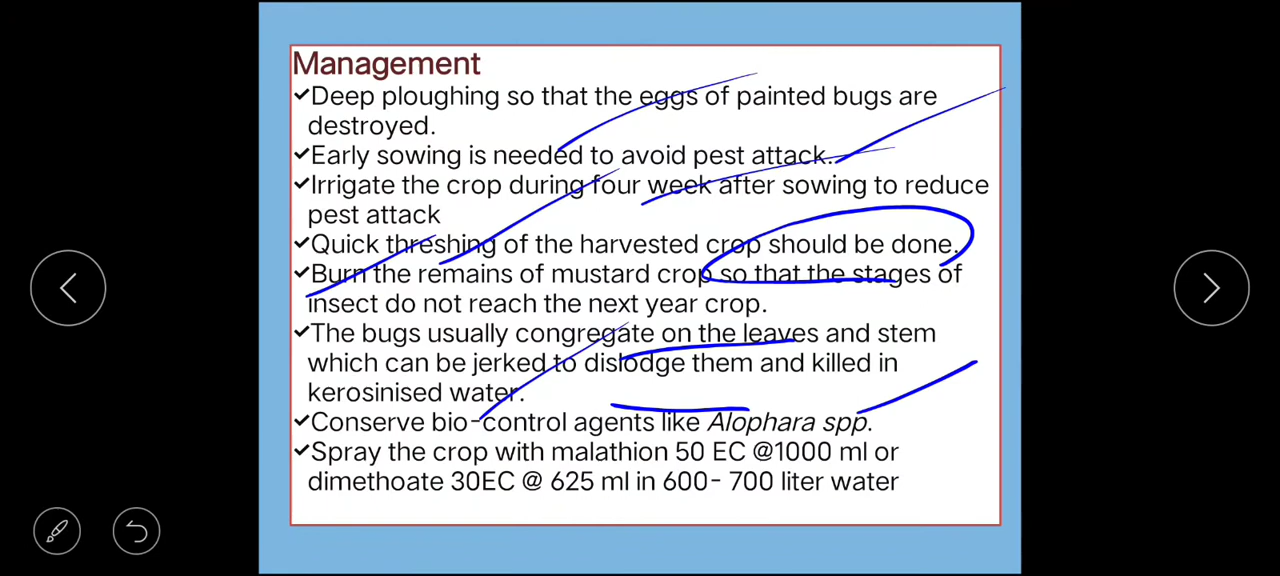 Management
✓Deep ploughing so that the eggs of painted bugs are
destroyed.
✓Early sowing is needed to avoid pest attack.
✓Irrigate the crop during four week after sowing to reduce
pest attack
✓Quick threshing of the harvested crop should be done.
✓Burn the remains of mustard crop so that the stages of
insect do not reach the next year crop.
✓The bugs usually congregate on the leaves and stem
which can be jerked to dislodge them and killed in
kerosinised water.
✓Conserve bio-control agents like Alophara spp.
✓Spray the crop with malathion 50 EC @1000 ml or
dimethoate 30EC @ 625 ml in 600- 700 liter water